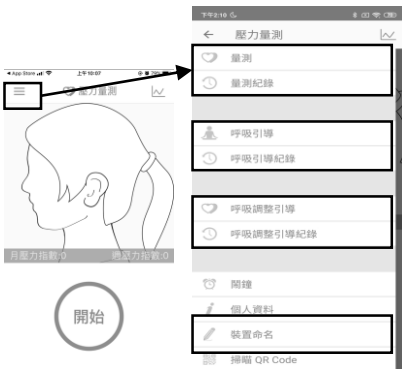 App Store
上午10:07
壓力量測
月壓力指數:0
週壓力指數:0
開始
下午2:10
壓力量測
量測
量測紀錄
呼吸引導
呼吸引導紀錄
呼吸調整引導
呼吸調整引導紀錄
鬧鐘
個人資料
裝置命名
掃瞄 QR Code